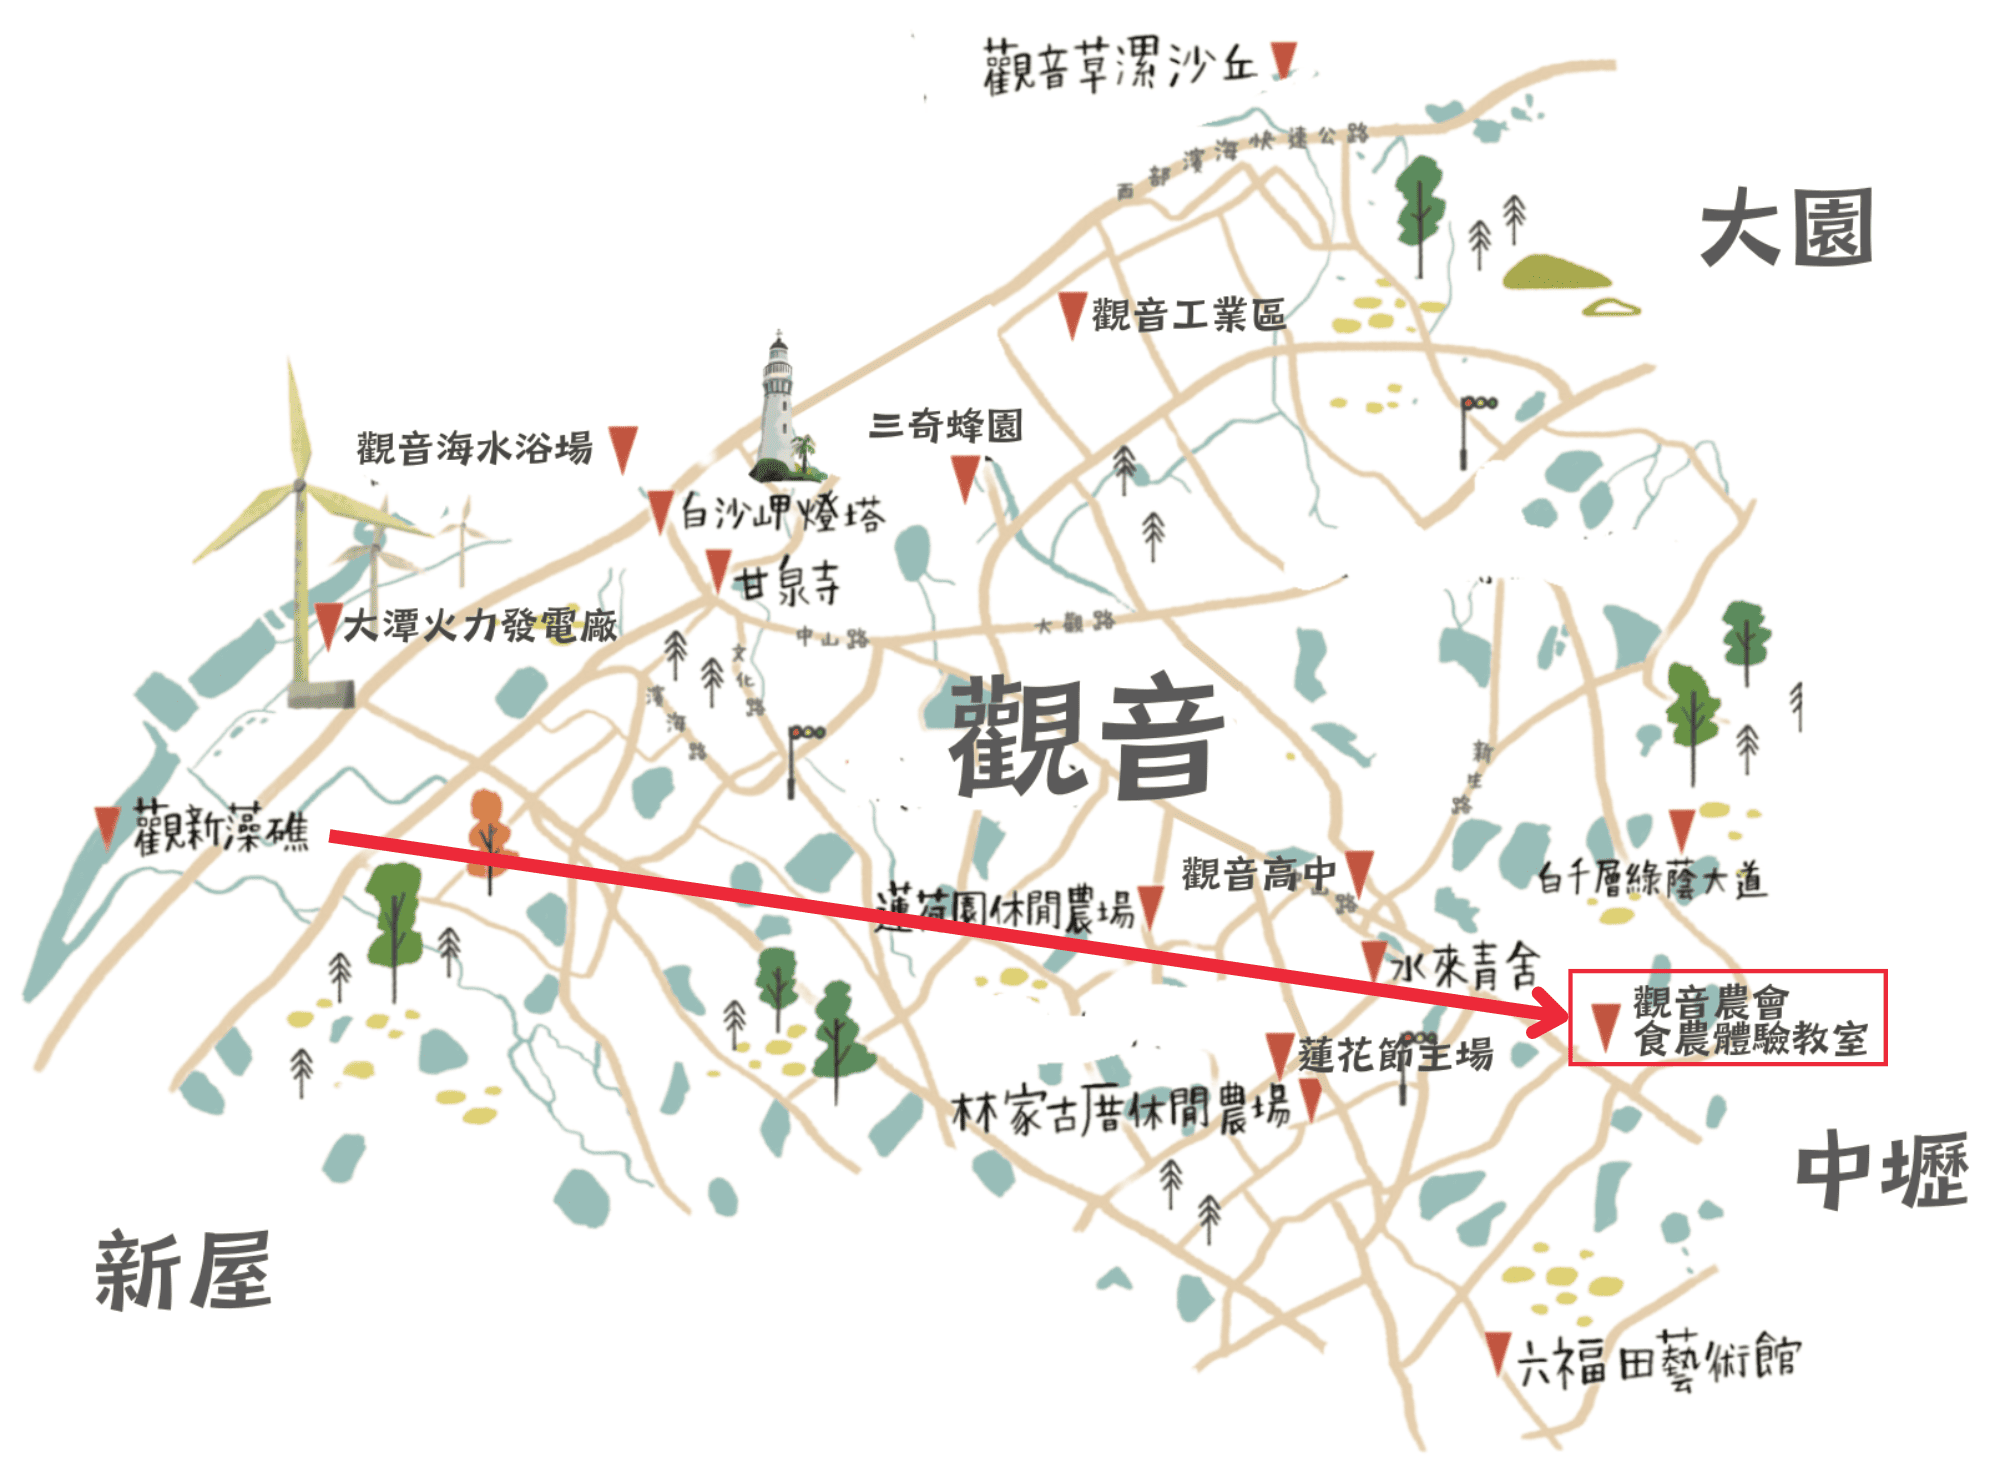 觀音草漯沙丘
西部濱海快速公路
大園
觀音工業區
三奇蜂園
觀音海水浴場
白沙岬燈塔
甘泉寺
大潭火力發電廠
中山路
大觀路
文化路
濱海路
觀音
新生路
觀新藻礁
蓮荷園休閒農場
觀音高中
山路
白千層綠蔭大道
水來青舍
觀音農會
食農體驗教室
蓮花節主場
林家古厝休閒農場
中壢
新屋
六福田藝術館